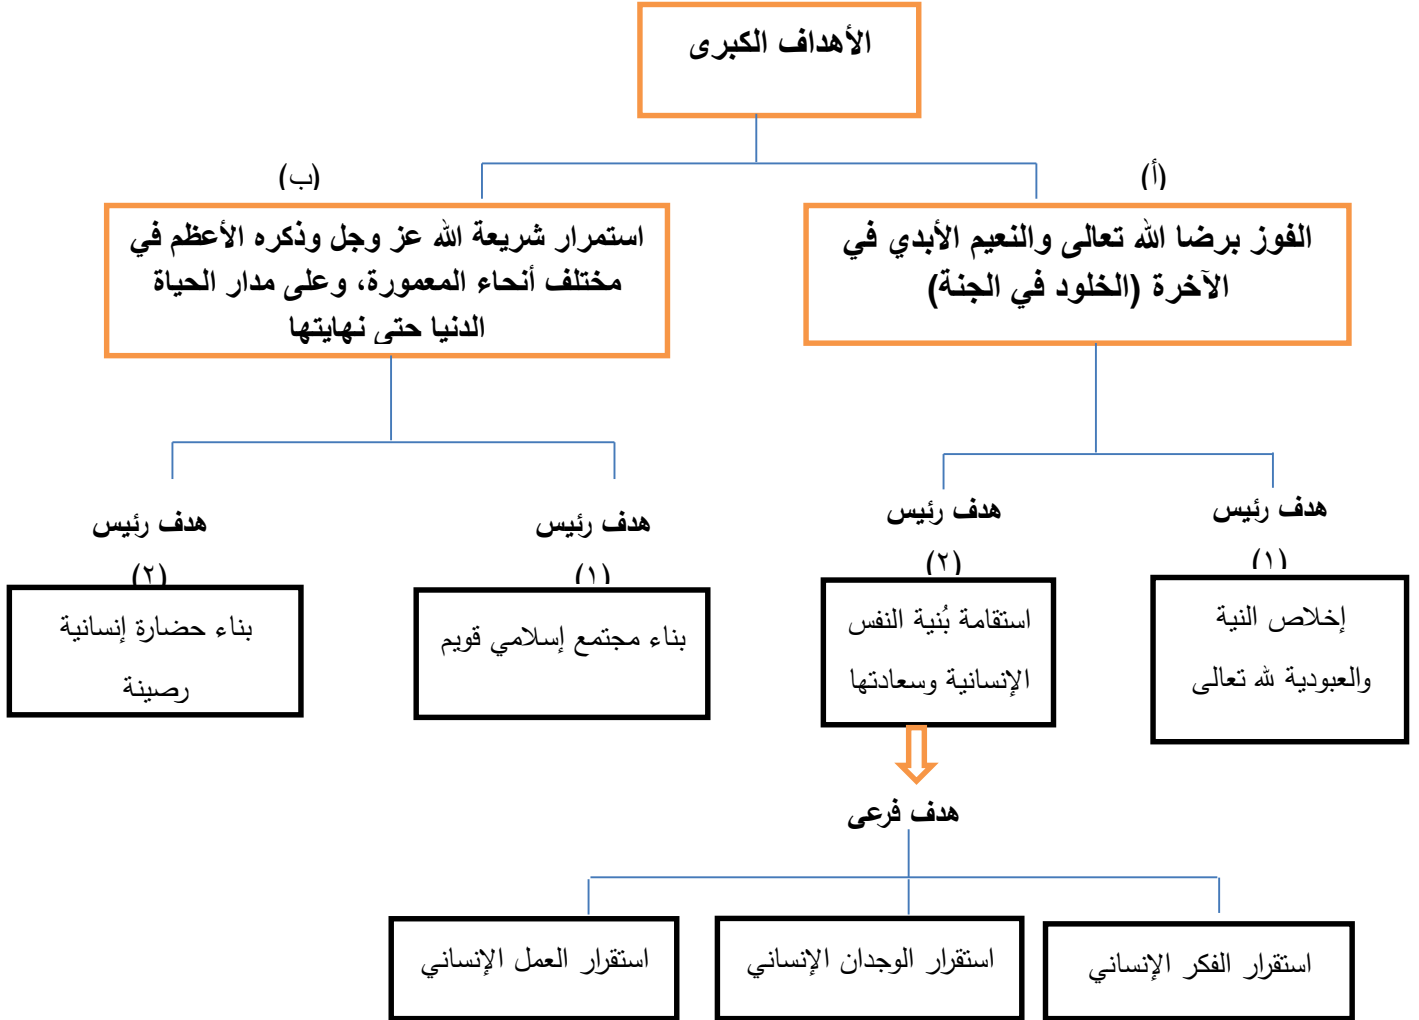 الأهداف الكبرى
(أ)
الفوز برضا الله تعالى والنعيم الأبدي في
الآخرة (الخلود في الجنة)
(ب)
استمرار شريعة الله عز وجل وذكره الأعظم في
مختلف أنحاء المعمورة، وعلى مدار الحياة
الدنيا حتى نهايتها
هدف رئيس
(١)
إخلاص النية
والعبودية لله تعالى
هدف رئيس
(٢)
استقامة بُنية النفس
الإنسانية وسعادتها
هدف رئيس
(١)
بناء مجتمع إسلامي قويم
هدف رئيس
(٢)
بناء حضارة إنسانية
رصينة
هدف فرعى
استقرار الفكر الإنساني
استقرار الوجدان الإنساني
استقرار العمل الإنساني